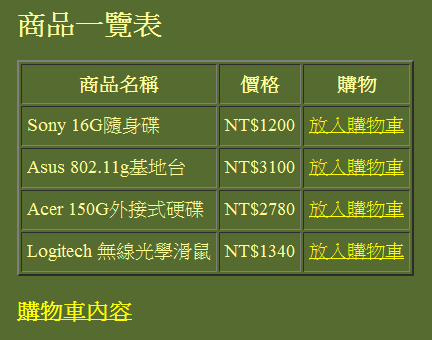 商品一覽表
商品名稱 價格 購物
Sony 16G隨身碟 NT$1200 放入購物車
Asus 802.11g基地台 NT$3100 放入購物車
Acer 150G外接式硬碟 NT$2780 放入購物車
Logitech 無線光學滑鼠 NT$1340 放入購物車
購物車內容